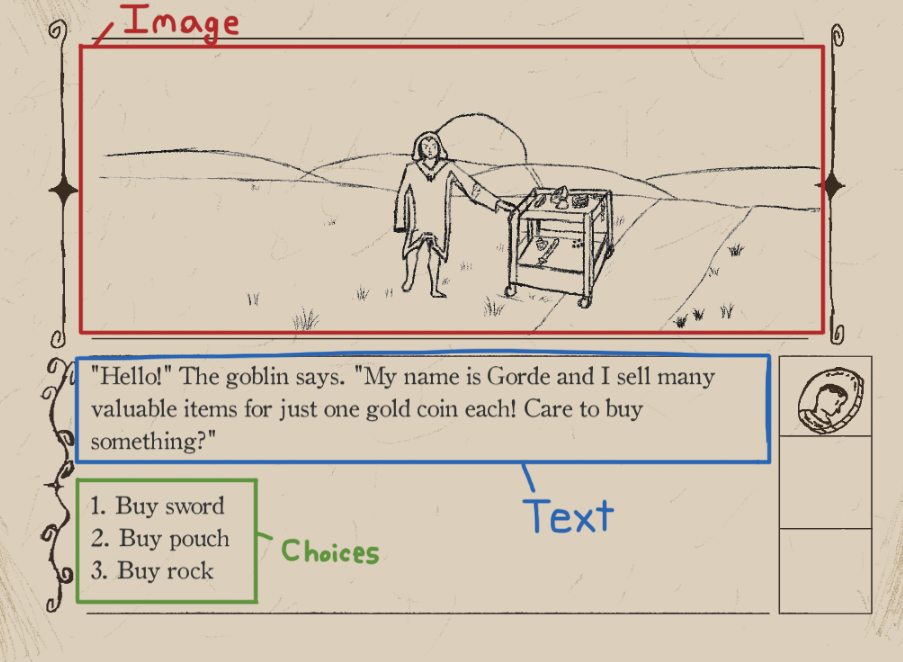 Image
"Hello!" The goblin says. "My name is Gorde and I sell many
valuable items for just one gold coin each! Care to buy
something?"
Text
1. Buy sword
2. Buy pouch
3. Buy rock
Choices